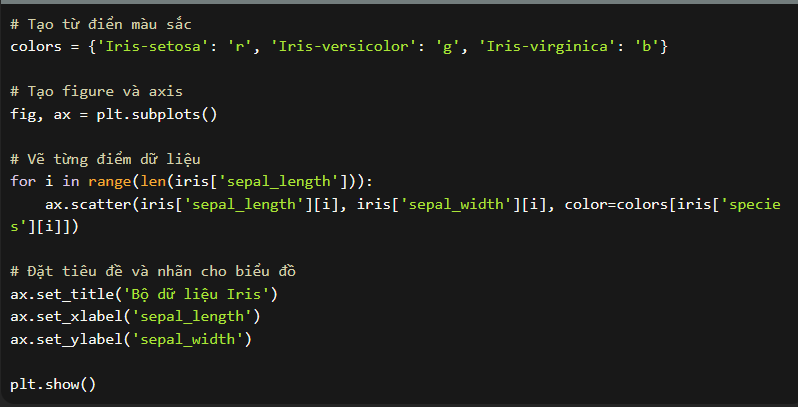 # Tạo từ điển màu sắc
colors = {'Iris-setosa': 'r', 'Iris-versicolor': 'g', 'Iris-virginica': 'b'}

# Tạo figure và axis
fig, ax = plt.subplots()

# Vẽ từng điểm dữ liệu
for i in range(len(iris['sepal_length'])):
    ax.scatter(iris['sepal_length'][i], iris['sepal_width'][i], color=colors[iris['specie
s'][i]])

# Đặt tiêu đề và nhãn cho biểu đồ
ax.set_title('Bộ dữ liệu Iris')
ax.set_xlabel('sepal_length')
ax.set_ylabel('sepal_width')

plt.show()